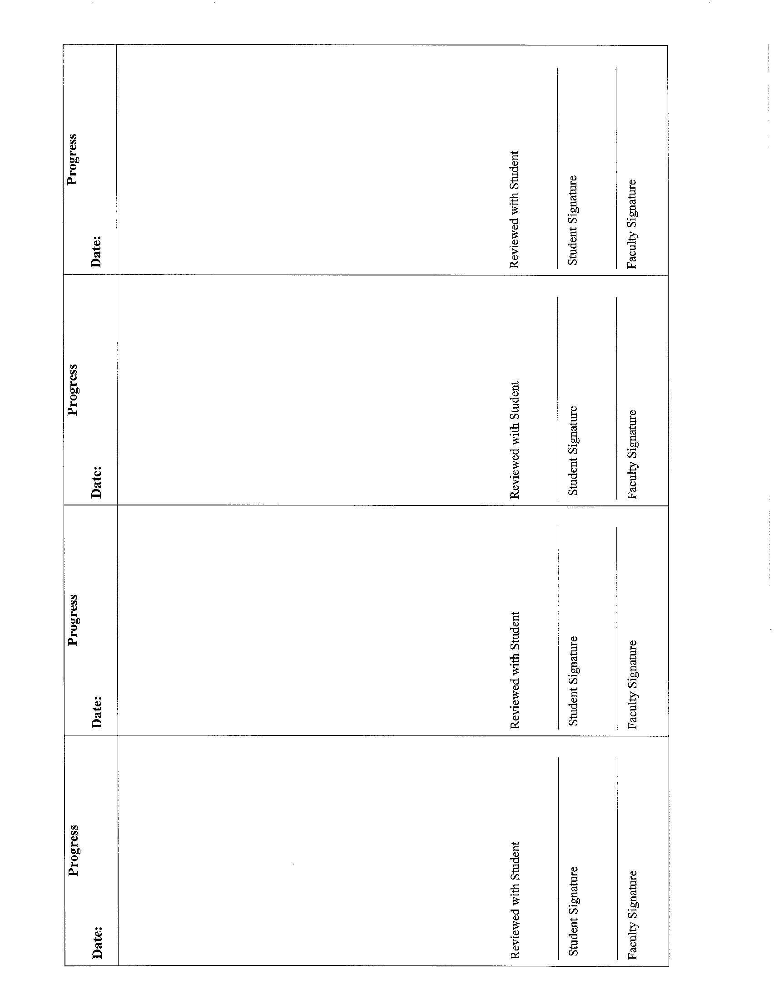 Progress
Date:
Reviewed with Student
Student Signature
Faculty Signature
Progress
Date:
Reviewed with Student
Student Signature
Faculty Signature
Progress
Date:
Reviewed with Student
Student Signature
Faculty Signature
Progress
Date:
Reviewed with Student
Student Signature
Faculty Signature